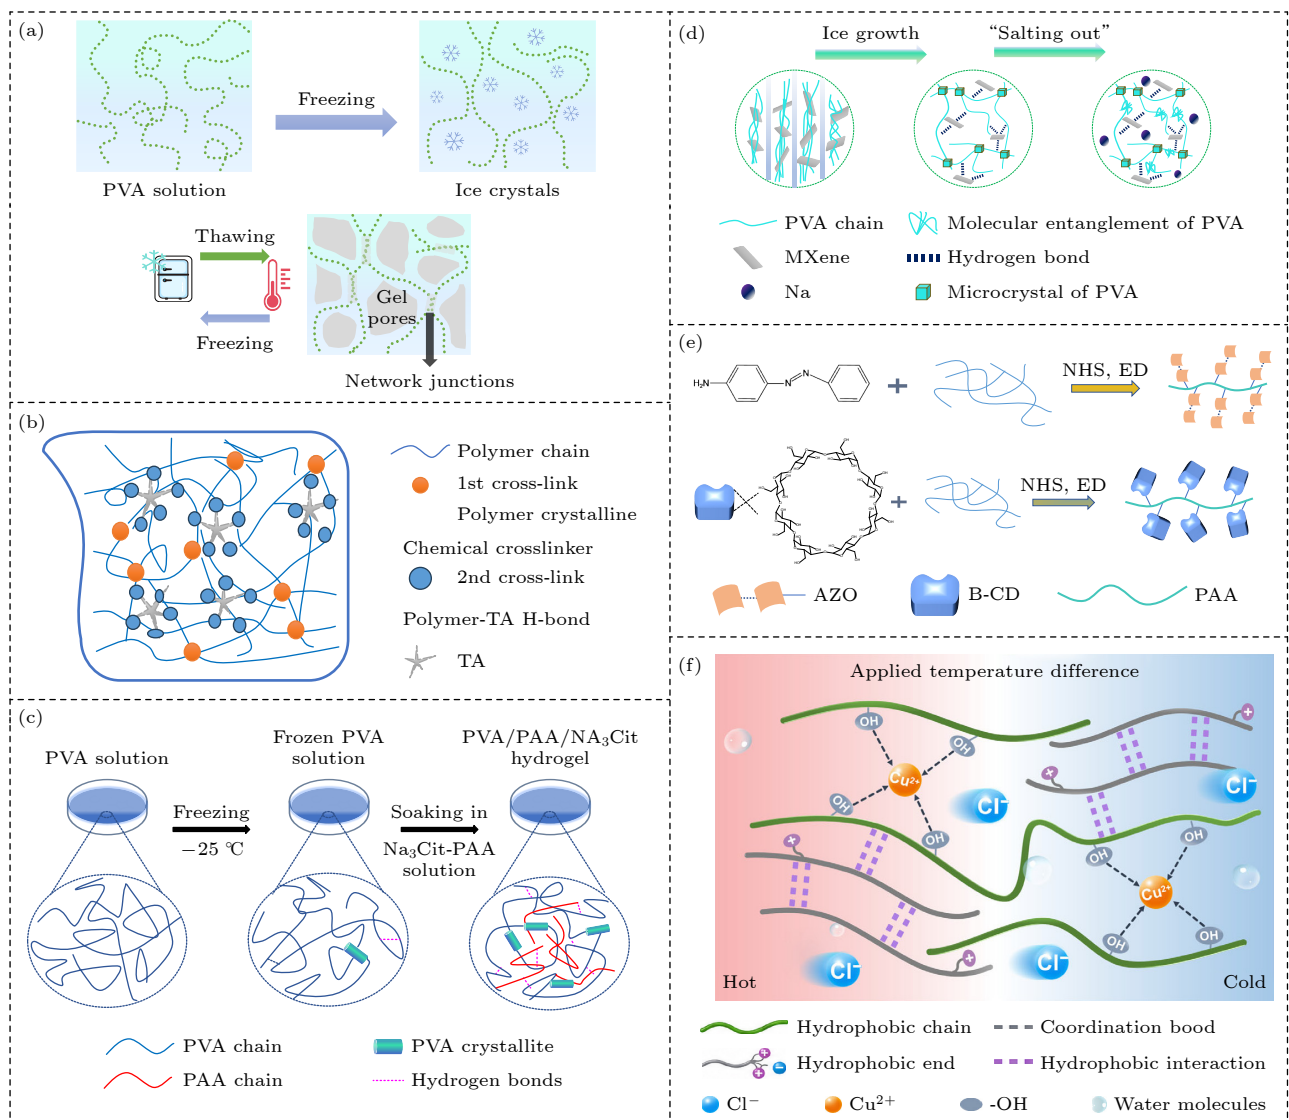 (a)
Freezing
PVA solution
Ice crystals
Thawing
Freezing
Gel
pores
Network junctions
(b)
Polymer chain
1st cross-link
Polymer crystalline
Chemical crosslinker
2nd cross-link
Polymer-TA H-bond
TA
(c)
PVA solution
Frozen PVA
solution
PVA/PAA/NA₃Cit
hydrogel
Freezing
−25 ℃
Soaking in
Na₃Cit-PAA
solution
PVA chain
PVA crystallite
PAA chain
Hydrogen bonds
(d)
Ice growth
“Salting out”
PVA chain
Molecular entanglement of PVA
MXene
Hydrogen bond
Na
Microcrystal of PVA
(e)
H₂N
N
N
+
NHS, ED
+
NHS, ED
AZO
B-CD
PAA
(f)
Applied temperature difference
OH
OH
Cu²⁺
OH
OH
Cl⁻
Cl⁻
OH
OH
Cu²⁺
OH
OH
Cl⁻
Cl⁻
Hot
Cold
Hydrophobic chain
Coordination bood
Hydrophobic end
Hydrophobic interaction
Cl⁻
Cu²⁺
-OH
Water molecules